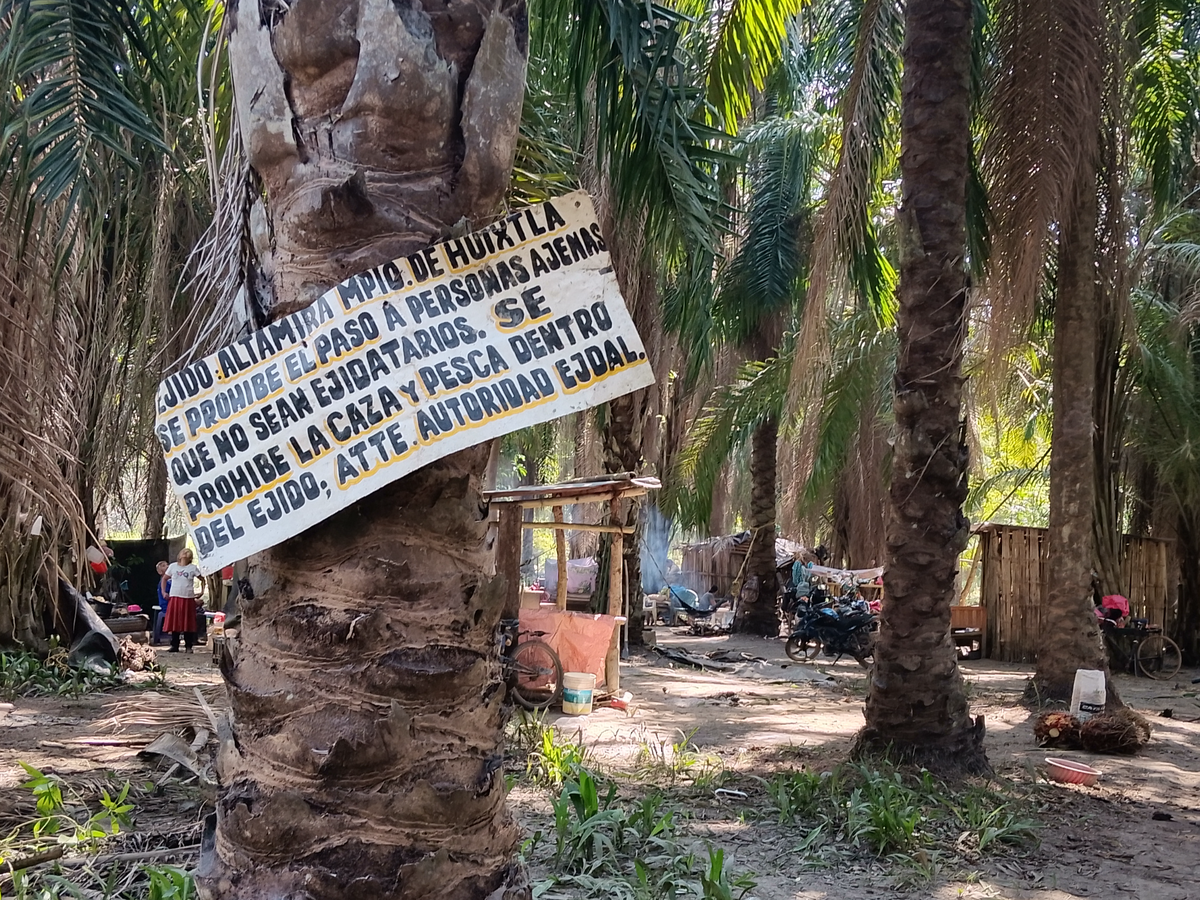 EJIDO: ALTAMIRA MPIO. DE HUIXTLA
SE PROHIBE EL PASO A PERSONAS AJENAS
QUE NO SEAN EJIDATARIOS. SE
PROHIBE LA CAZA Y PESCA DENTRO
DEL EJIDO, ATTE. AUTORIDAD EJDAL.